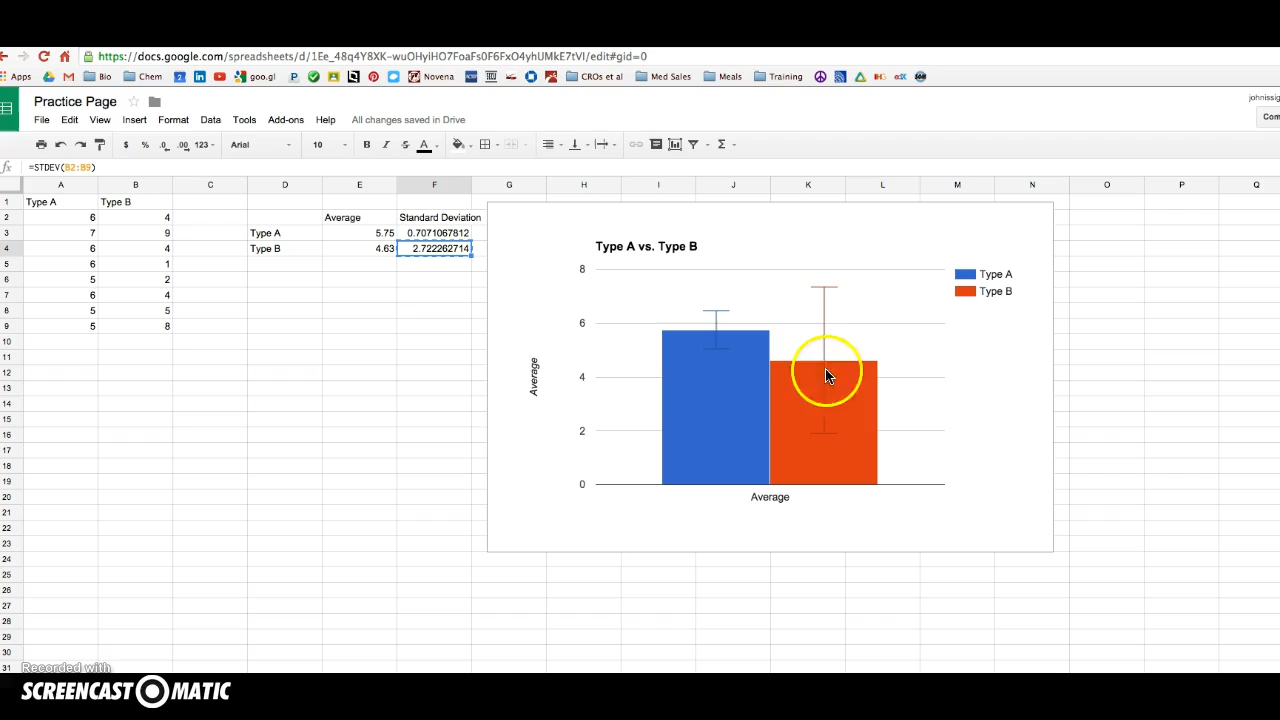 https://docs.google.com/spreadsheets/d/1Ee_48q4Y8XK-wuOHyiHO7FoaFs0F6FxO4yhUMkE7tVI/edit#gid=0
Apps Bio Chem goo.gl Novena CROs et al Med Sales Meals Training
Practice Page
johnissig
File Edit View Insert Format Data Tools Add-ons Help All changes saved in Drive
Com
$ % .0 .00 123 Arial 10 B I S A Σ
fx =STDEV(B2:B9)
A B C D E F G H I J K L M N O P Q
1 Type A Type B
2 6 4 Average Standard Deviation
3 7 9 Type A 5.75 0.7071067812
4 6 4 Type B 4.63 2.722262714
5 6 1
6 5 2
7 6 4
8 5 5
9 5 8
10
11
12
13
14
15
16
17
18
19
20
21
22
23
24
25
26
27
28
29
30
31
Type A vs. Type B
8
6
4
2
0
Average
Average
Type A
Type B
Recorded with
SCREENCAST-O-MATIC